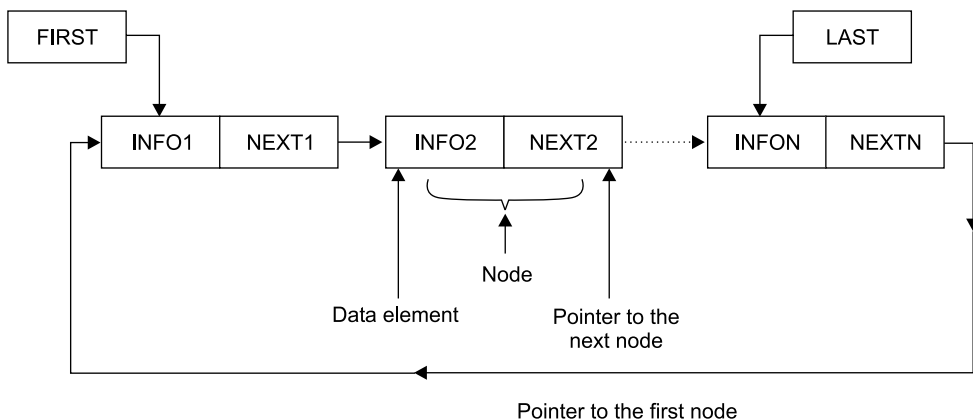 FIRST
LAST
INFO1 NEXT1 INFO2 NEXT2 INFON NEXTN
Node
Data element
Pointer to the
next node
Pointer to the first node